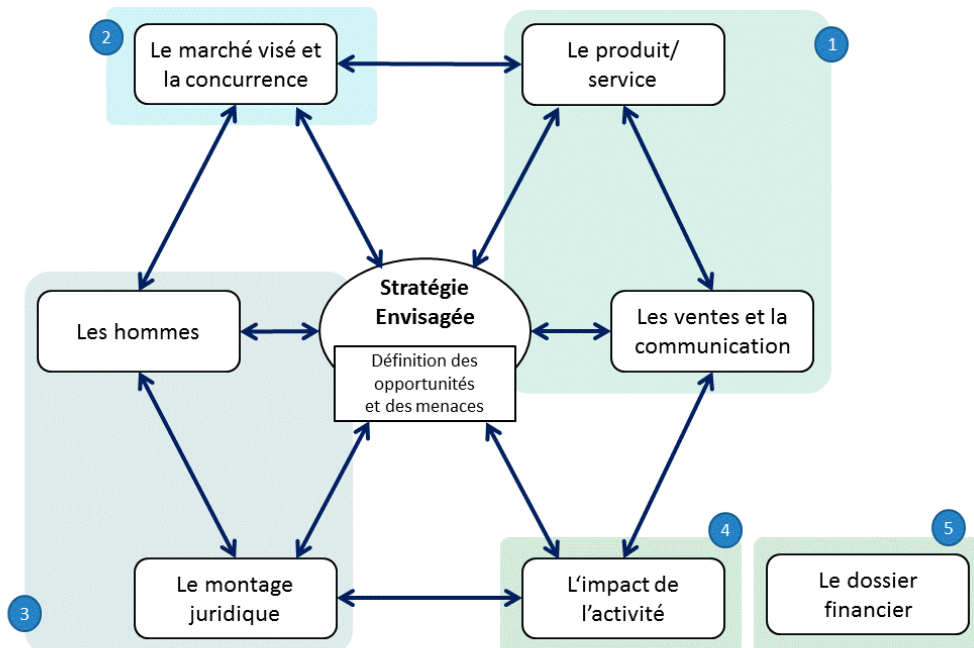 2
Le marché visé et
la concurrence
Le produit/
service
1
Stratégie
Envisagée
Les hommes
Les ventes et la
communication
Définition des
opportunités
et des menaces
4
5
Le montage
juridique
L‘impact de
l’activité
Le dossier
financier
3